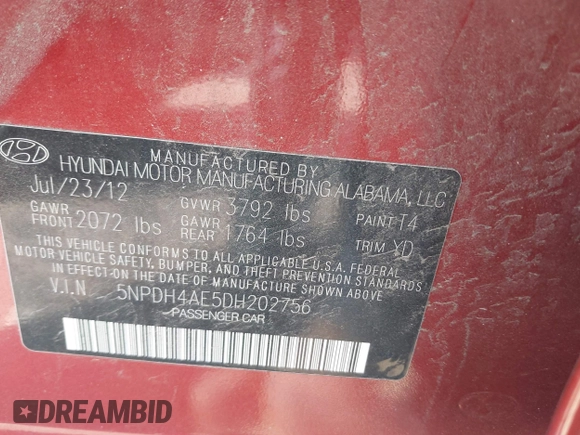 MANUFACTURED BY
HYUNDAI MOTOR MANUFACTURING ALABAMA, LLC
Jul/23/12 GVWR 3792 lbs PAINT T4
GAWR FRONT 2072 lbs GAWR REAR 1764 lbs TRIM YD
THIS VEHICLE CONFORMS TO ALL APPLICABLE U.S.A. FEDERAL
MOTOR VEHICLE SAFETY, BUMPER, AND THEFT PREVENTION STANDARDS
IN EFFECT ON THE DATE OF MANUFACTURE SHOWN ABOVE.
V.I.N 5NPDH4AE5DH202756
PASSENGER CAR
DREAMBID